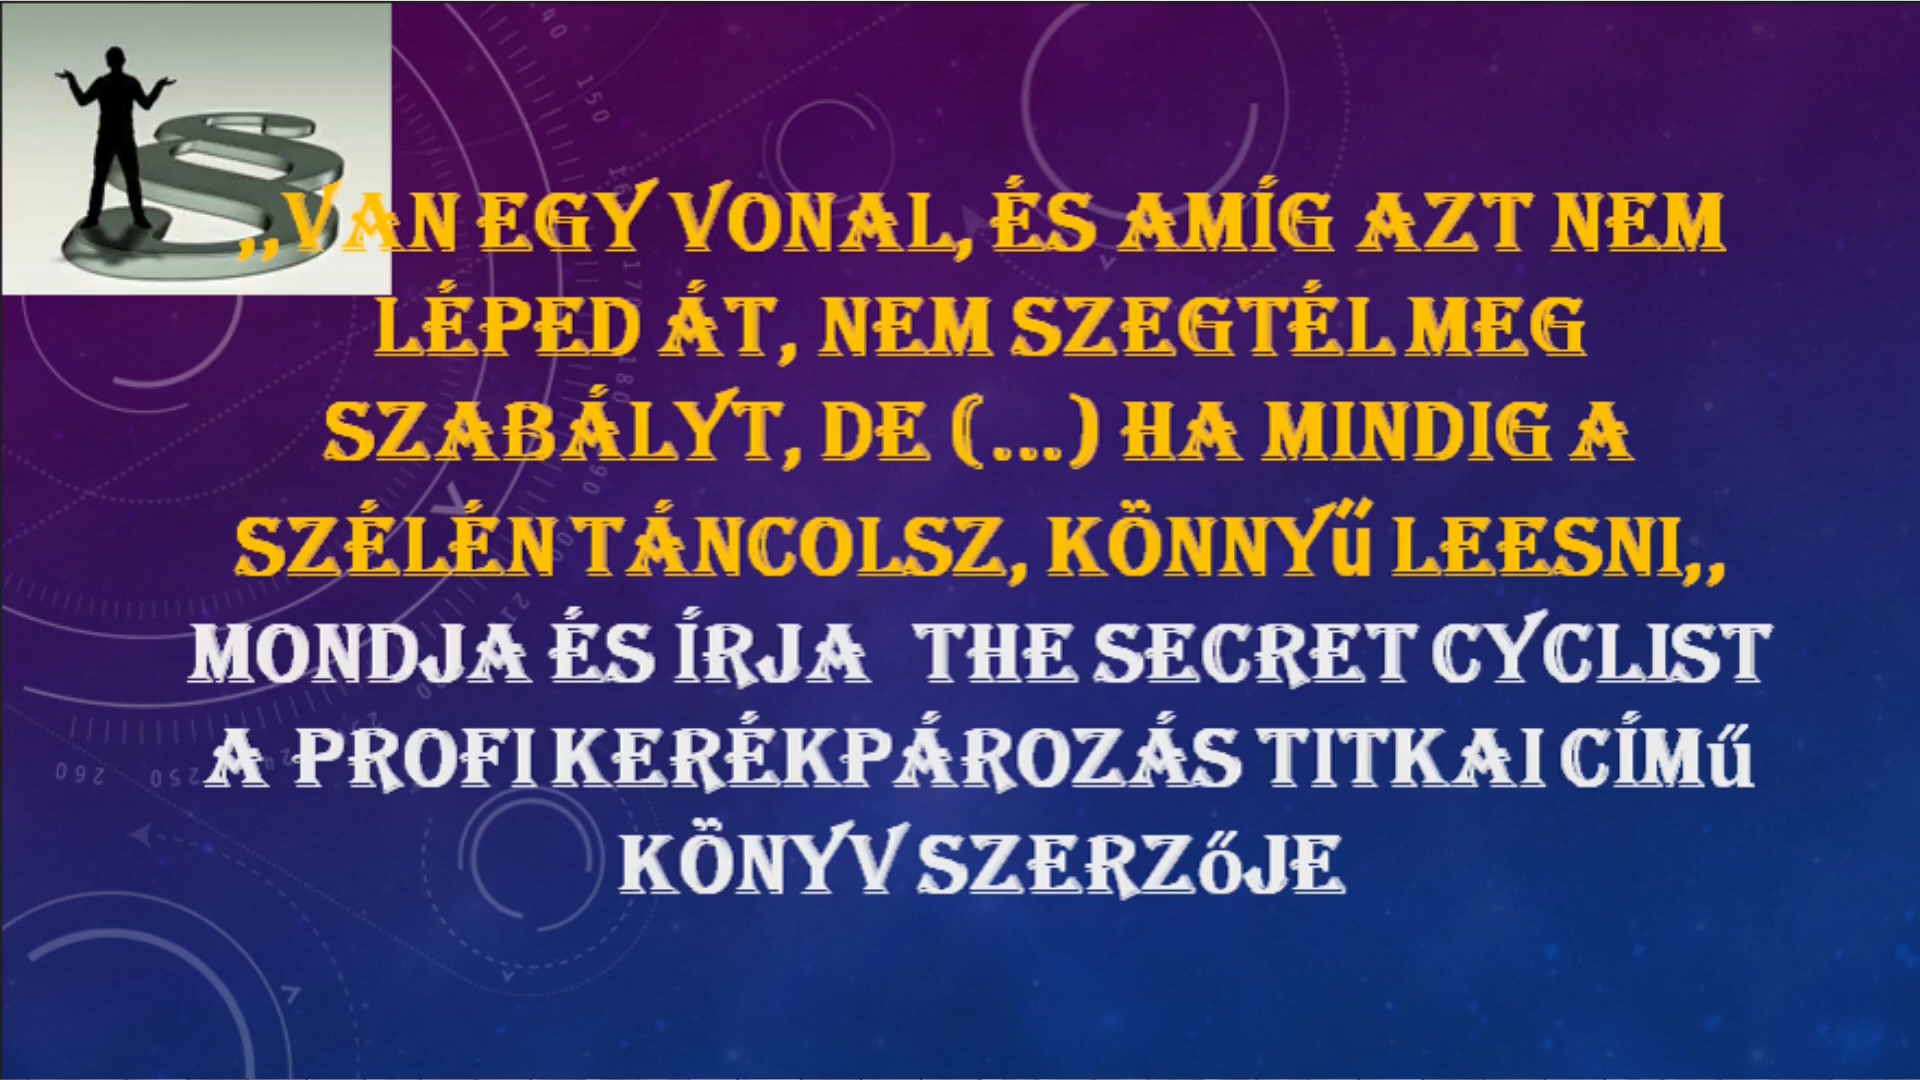 ,,VAN EGY VONAL, ÉS AMÍG AZT NEM
LÉPED ÁT, NEM SZEGTÉL MEG
SZABÁLYT, DE (...) HA MINDIG A
SZÉLÉN TÁNCOLSZ, KÖNNYŰ LEESNI,,
MONDJA ÉS ÍRJA THE SECRET CYCLIST
A PROFI KERÉKPÁROZÁS TITKAI CÍMŰ
KÖNYV SZERZŐJE